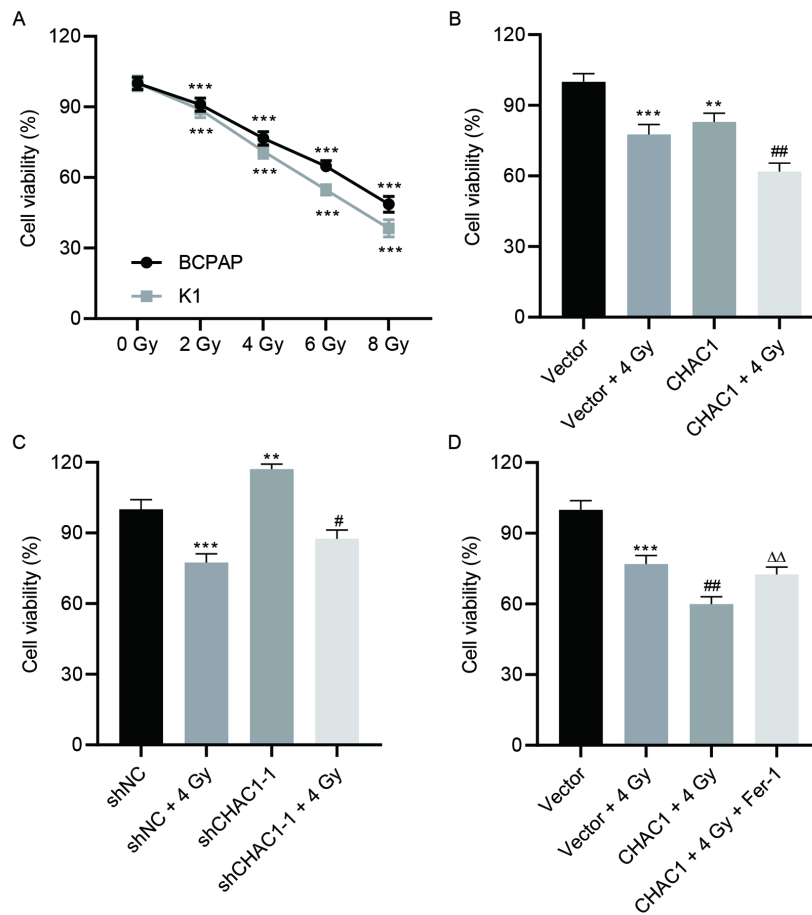 A
Cell viability (%)
120
90
60
30
0
***
***
***
***
***
***
***
***
BCPAP
K1
0 Gy 2 Gy 4 Gy 6 Gy 8 Gy
B
Cell viability (%)
120
90
60
30
0
***
**
##
Vector
Vector + 4 Gy
CHAC1
CHAC1 + 4 Gy
C
Cell viability (%)
120
90
60
30
0
***
**
#
shNC
shNC + 4 Gy
shCHAC1-1
shCHAC1-1 + 4 Gy
D
Cell viability (%)
120
90
60
30
0
***
##
ΔΔ
Vector
Vector + 4 Gy
CHAC1 + 4 Gy
CHAC1 + 4 Gy + Fer-1